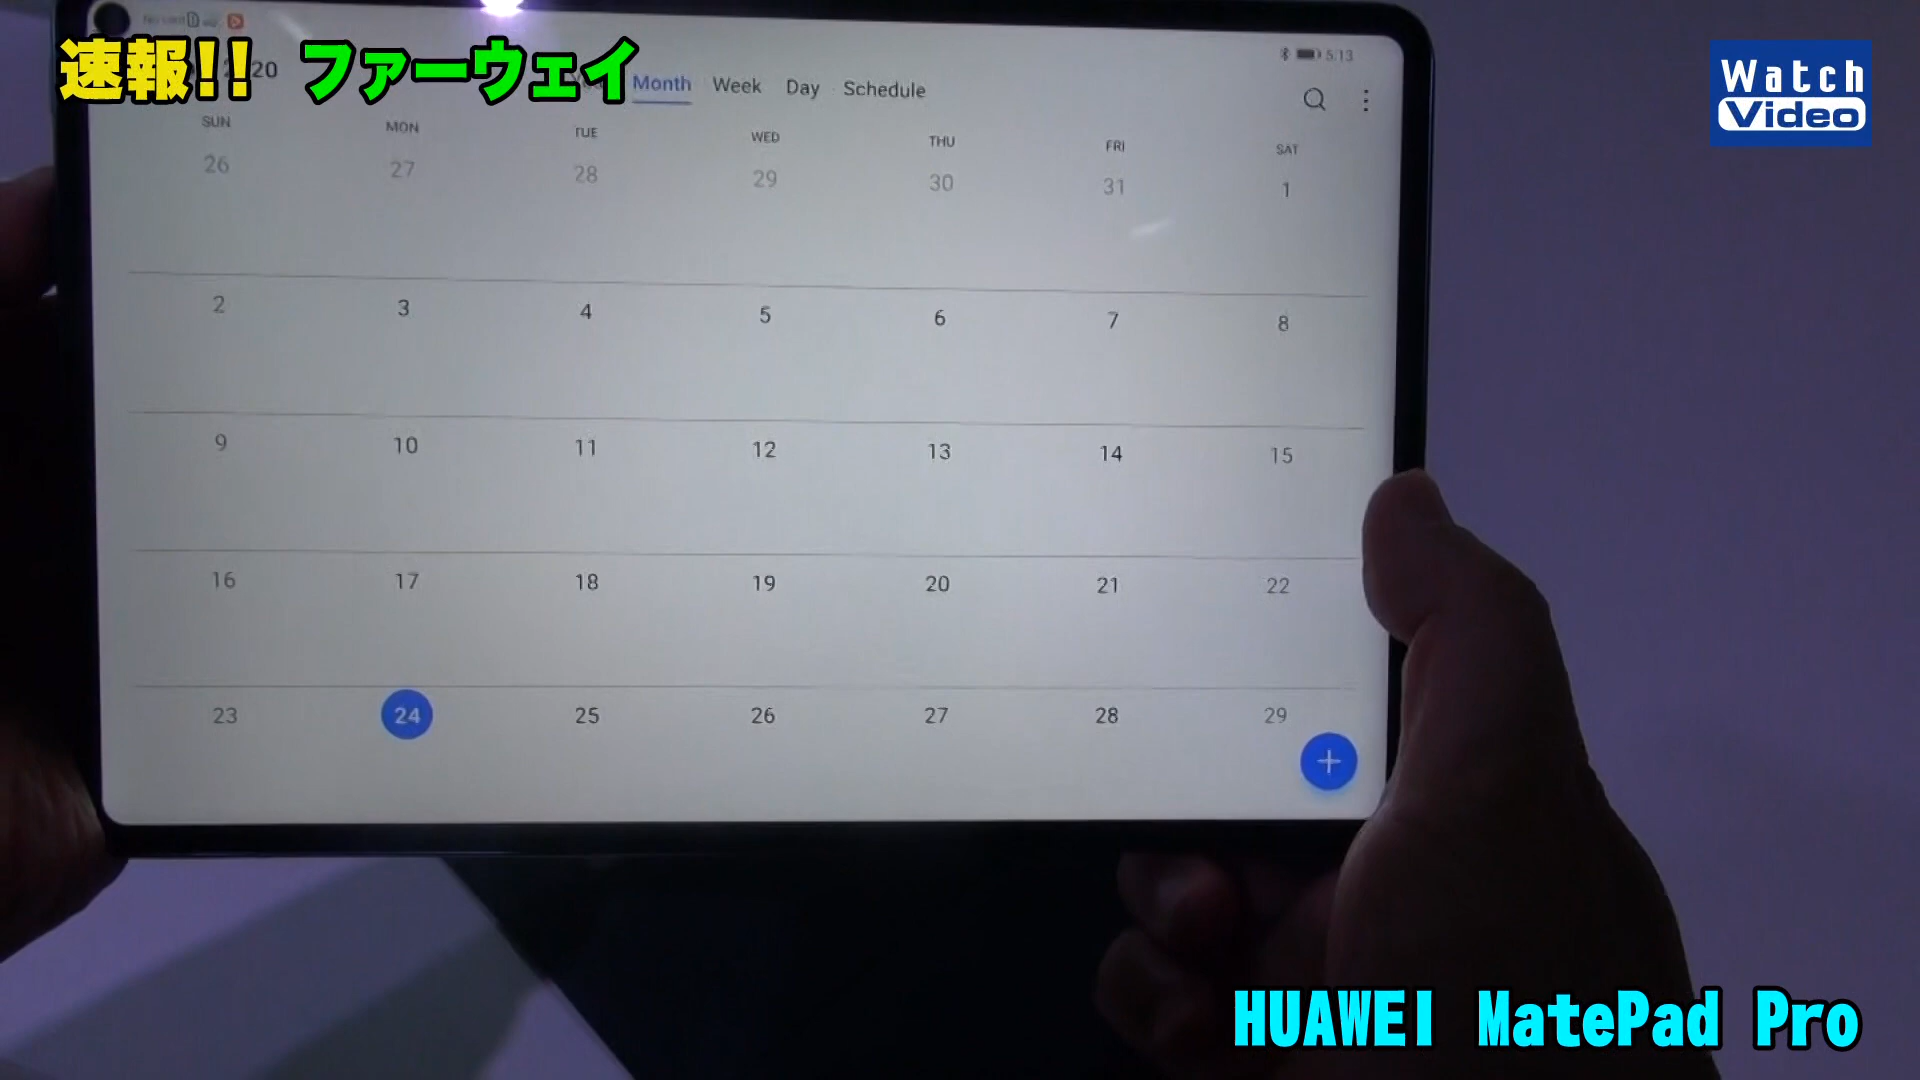 速報!! ファーウェイ
20
5:13
Watch
Video
Month Week Day Schedule
SUN MON TUE WED THU FRI SAT
26 27 28 29 30 31 1
2 3 4 5 6 7 8
9 10 11 12 13 14 15
16 17 18 19 20 21 22
23 24 25 26 27 28 29
HUAWEI MatePad Pro